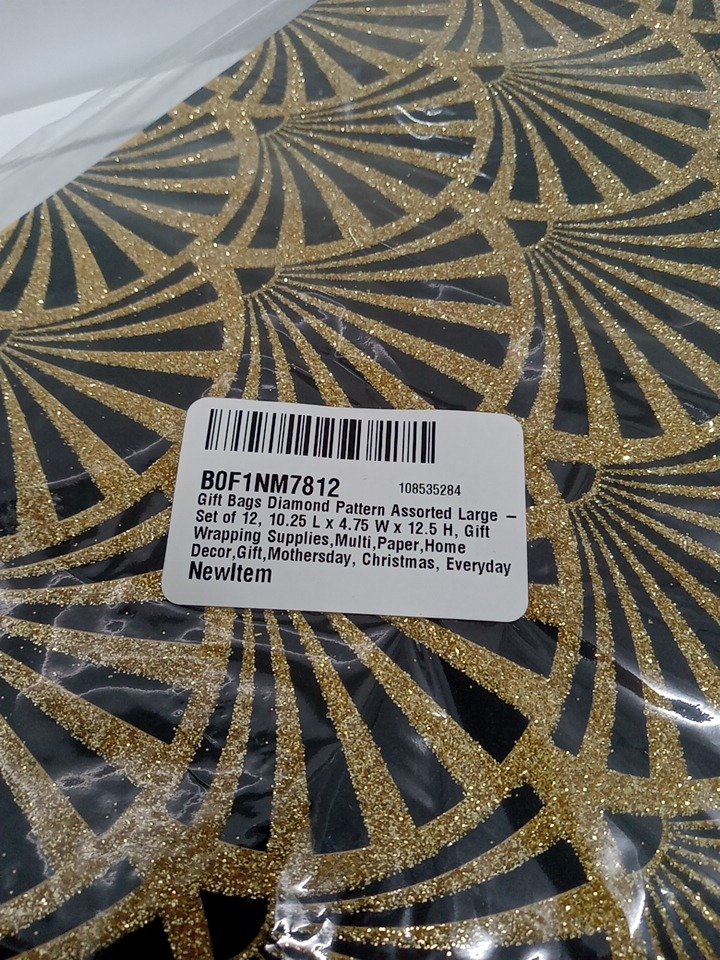 B0F1NM7812 108535284
Gift Bags Diamond Pattern Assorted Large –
Set of 12, 10.25 L x 4.75 W x 12.5 H, Gift
Wrapping Supplies,Multi,Paper,Home
Decor,Gift,Mothersday, Christmas, Everyday
NewItem